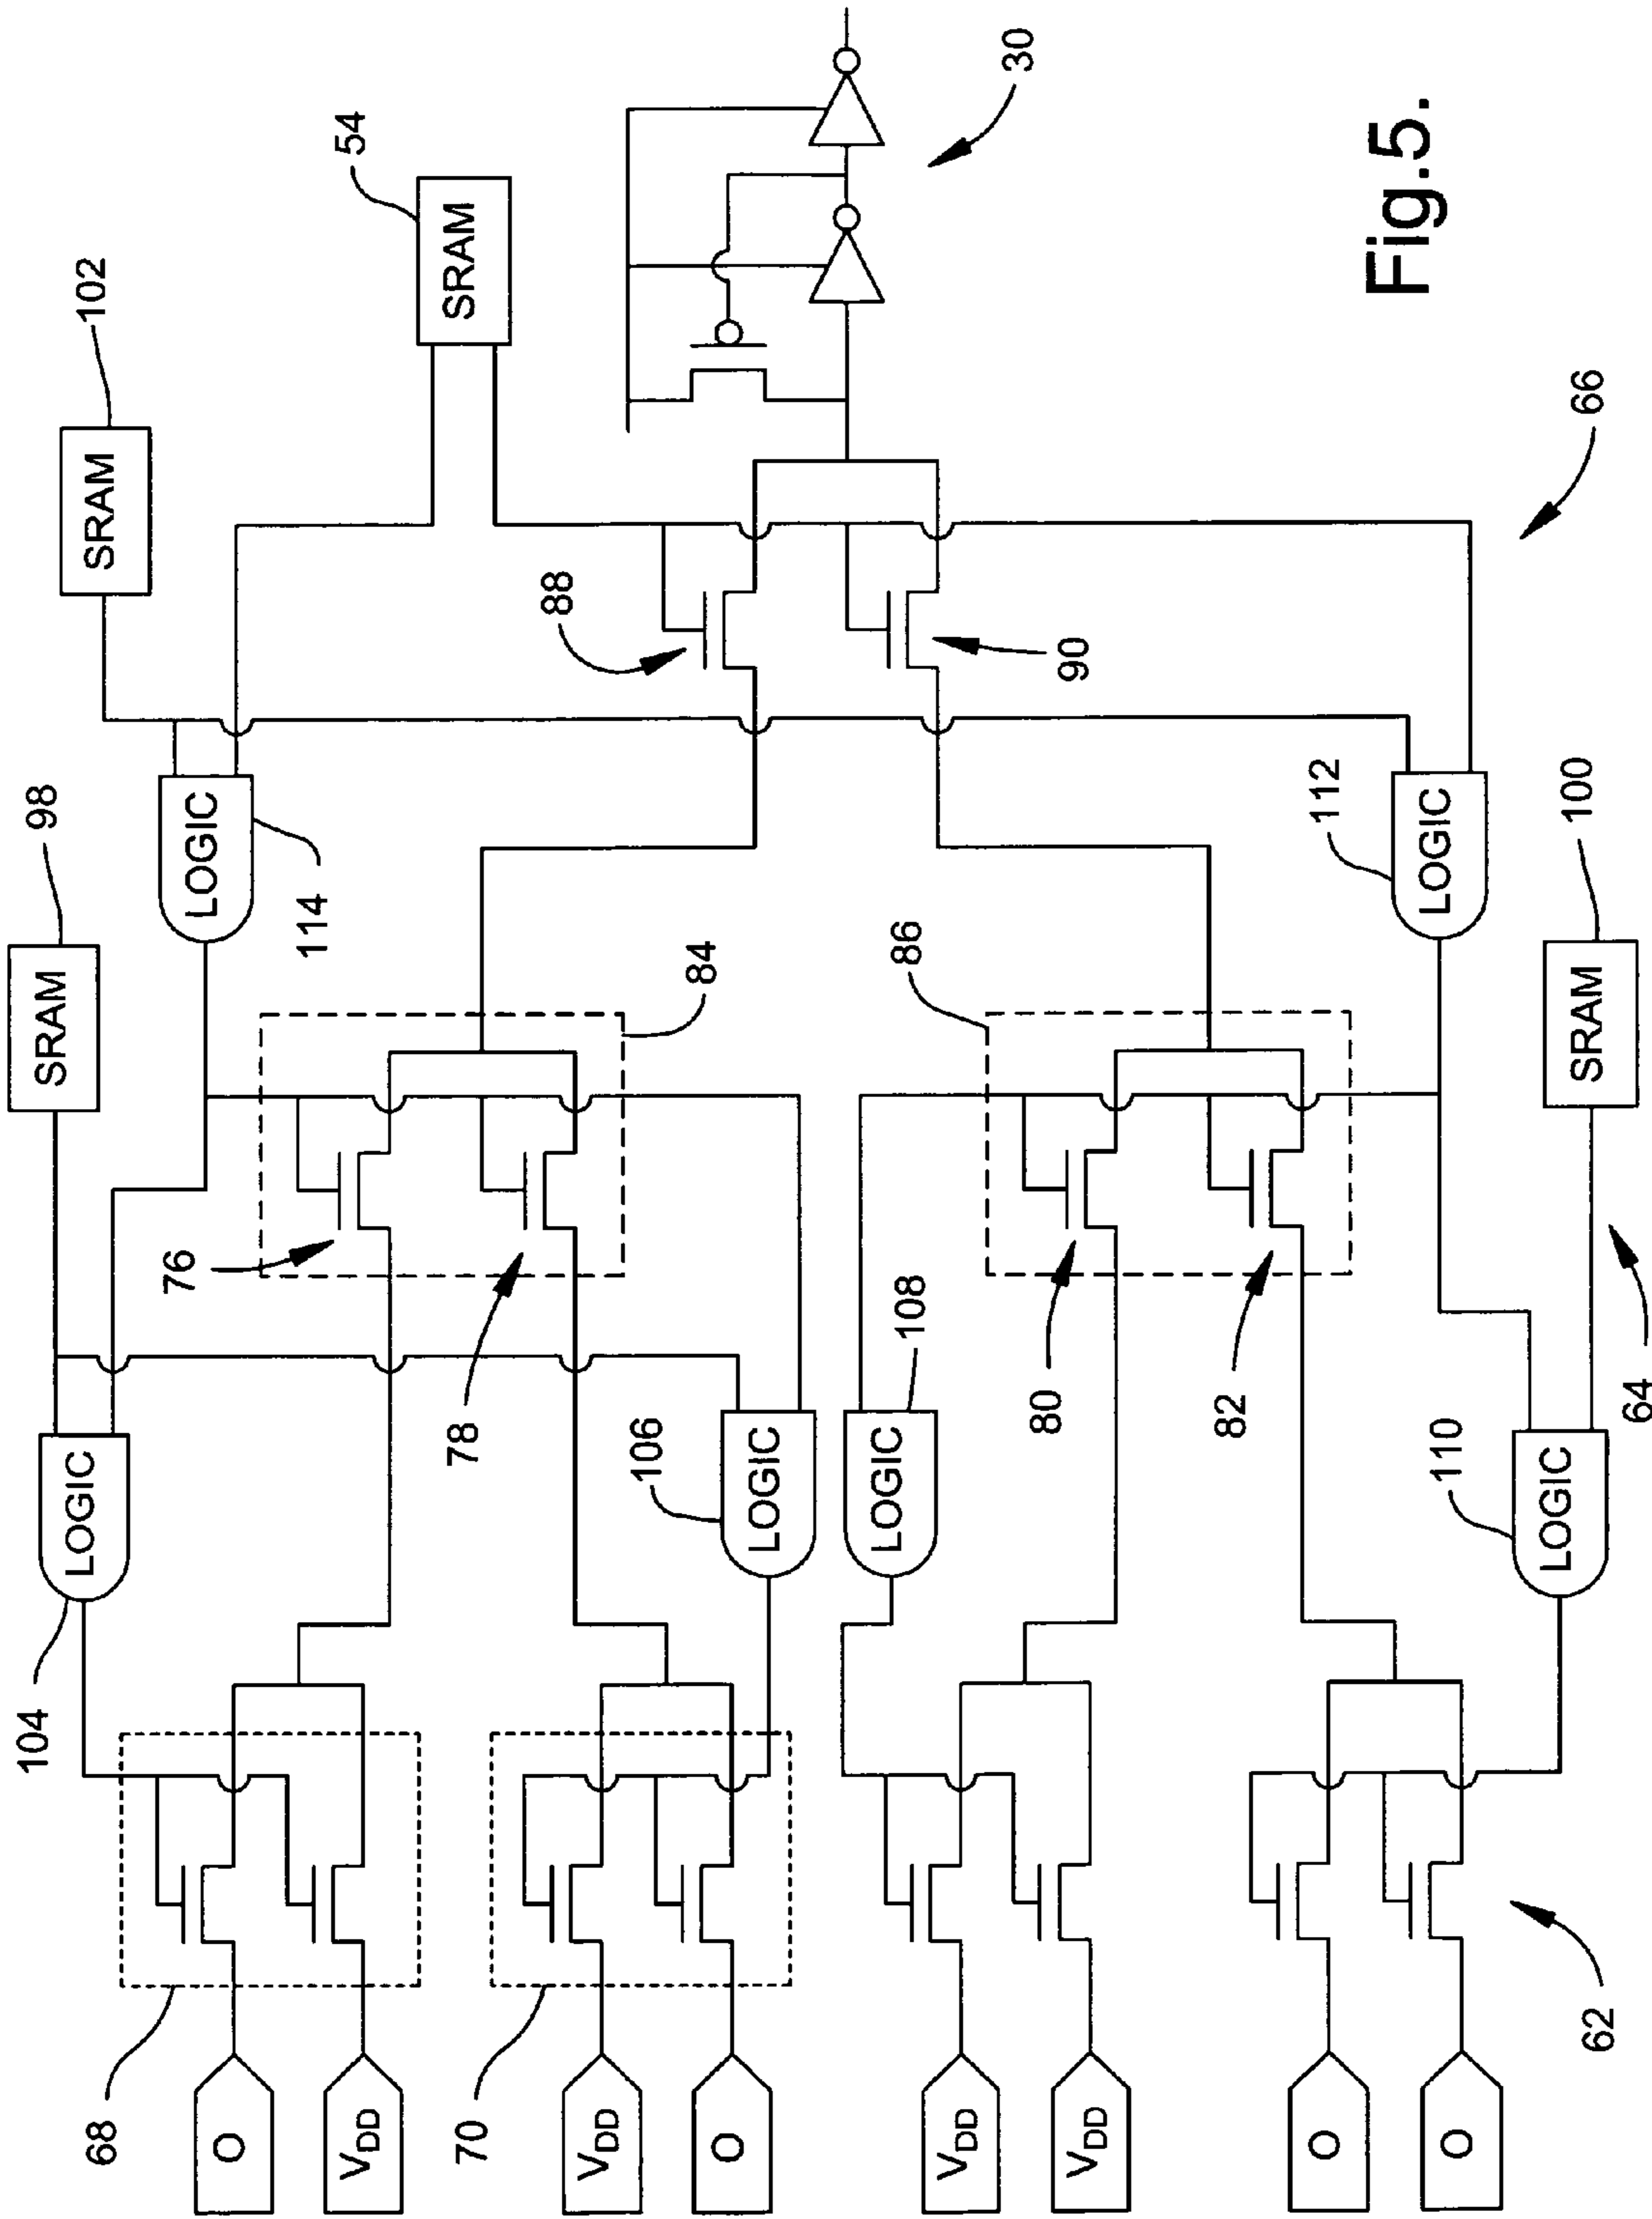 102
98
SRAM
SRAM
54
104
LOGIC
LOGIC
114
SRAM
68
O
VDD
76
84
88
30
70
VDD
O
78
106
LOGIC
108
LOGIC
86
90
VDD
VDD
80
82
112
LOGIC
66
O
O
110
LOGIC
100
SRAM
62
64
Fig.5.